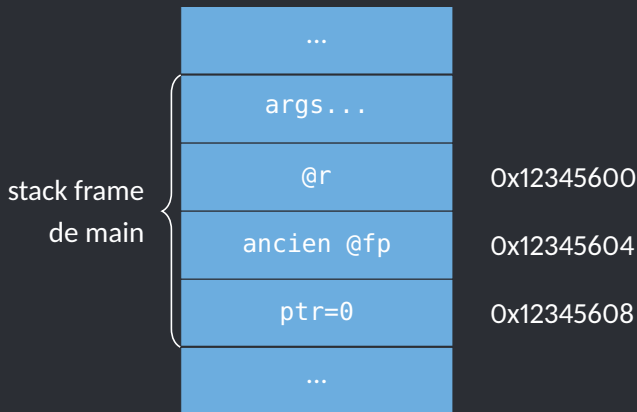 ...
args...
@r
0x12345600
stack frame
de main
ancien @fp
0x12345604
ptr=0
0x12345608
...